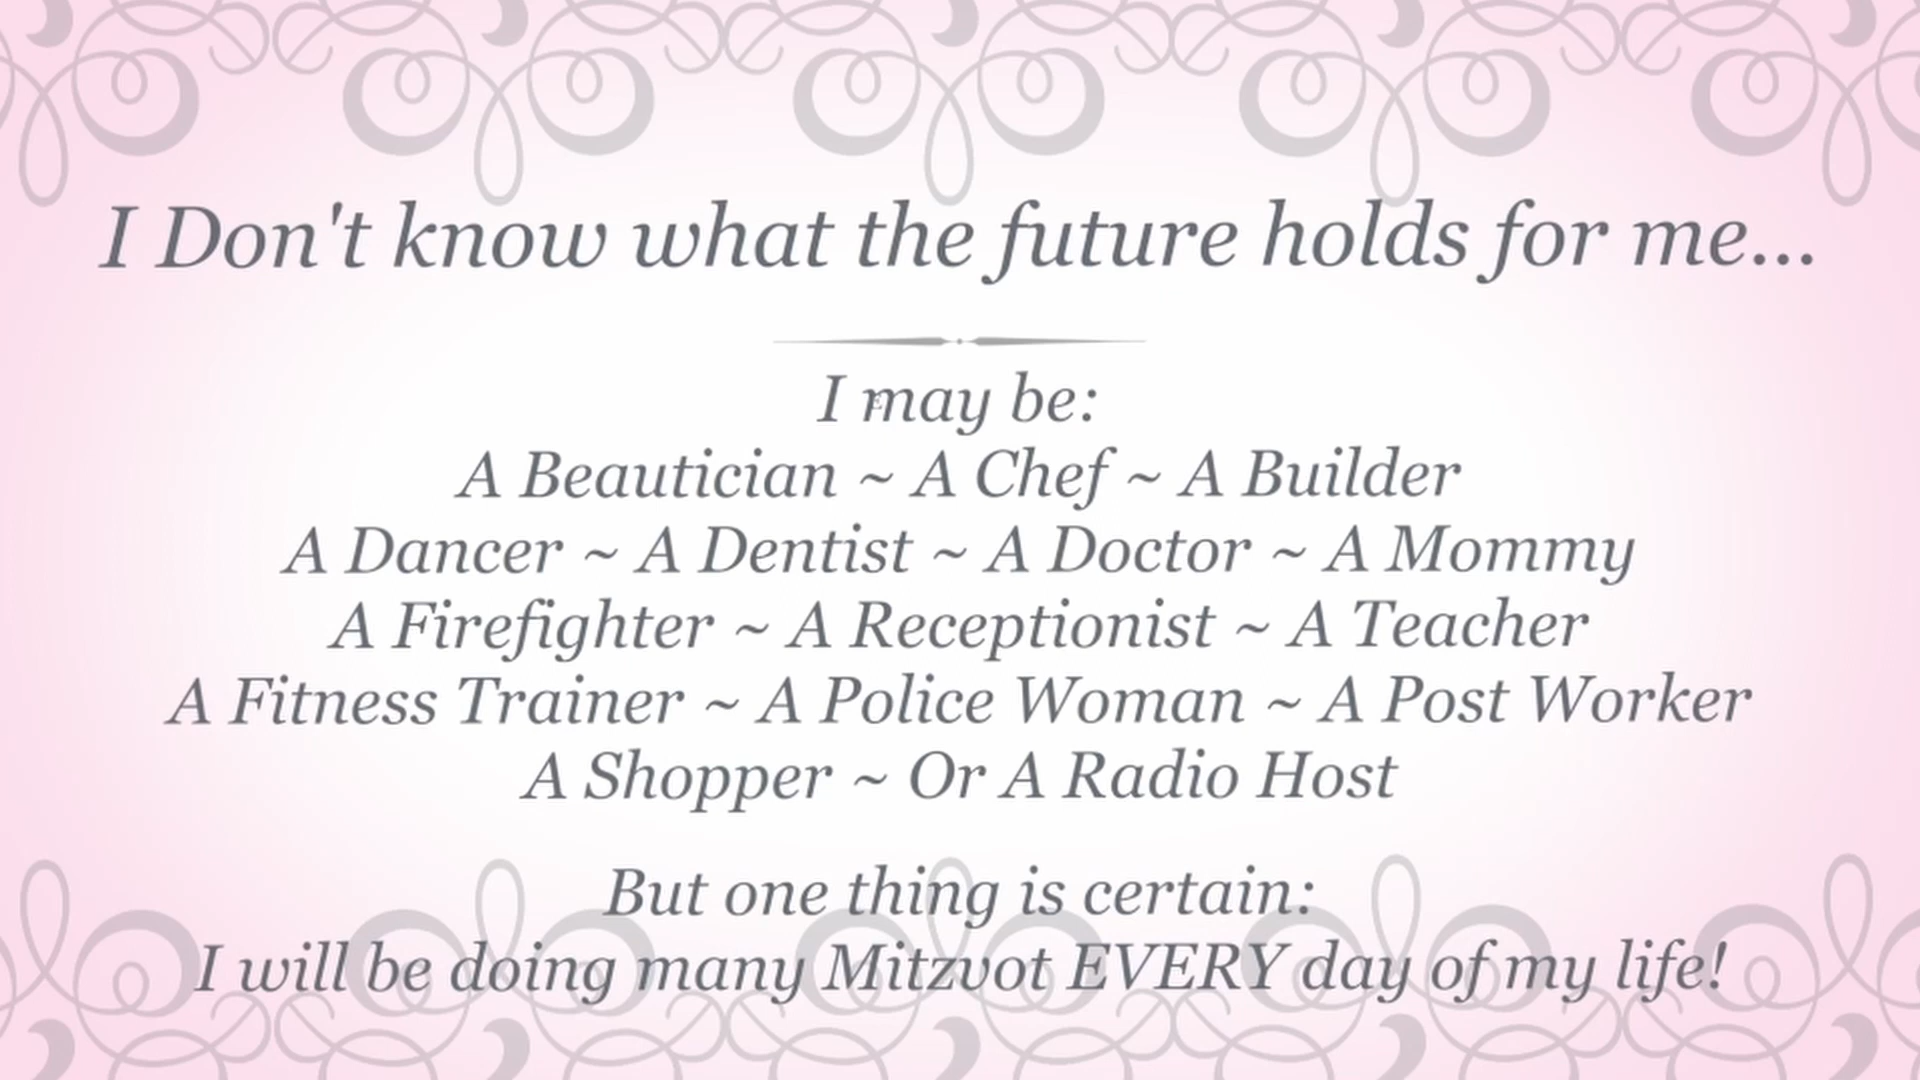 I Don't know what the future holds for me...
I may be:
A Beautician ~ A Chef ~ A Builder
A Dancer ~ A Dentist ~ A Doctor ~ A Mommy
A Firefighter ~ A Receptionist ~ A Teacher
A Fitness Trainer ~ A Police Woman ~ A Post Worker
A Shopper ~ Or A Radio Host
But one thing is certain:
I will be doing many Mitzvot EVERY day of my life!